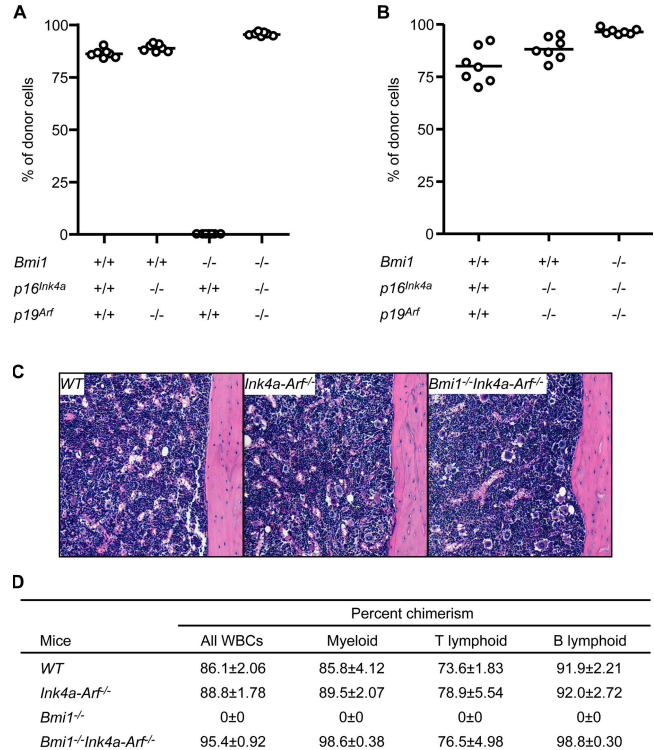 A
B
% of donor cells
100
75
50
25
0
% of donor cells
100
75
50
25
0
Bmi1 +/+ +/+ -/- -/-
p16Ink4a +/+ -/- +/+ -/-
p19Arf +/+ -/- +/+ -/-
Bmi1 +/+ +/+ -/-
p16Ink4a +/+ -/- -/-
p19Arf +/+ -/- -/-
C
WT
Ink4a-Arf-/-
Bmi1-/-Ink4a-Arf-/-
D
Percent chimerism
Mice All WBCs Myeloid T lymphoid B lymphoid
WT 86.1±2.06 85.8±4.12 73.6±1.83 91.9±2.21
Ink4a-Arf-/- 88.8±1.78 89.5±2.07 78.9±5.54 92.0±2.72
Bmi1-/- 0±0 0±0 0±0 0±0
Bmi1-/-Ink4a-Arf-/- 95.4±0.92 98.6±0.38 76.5±4.98 98.8±0.30